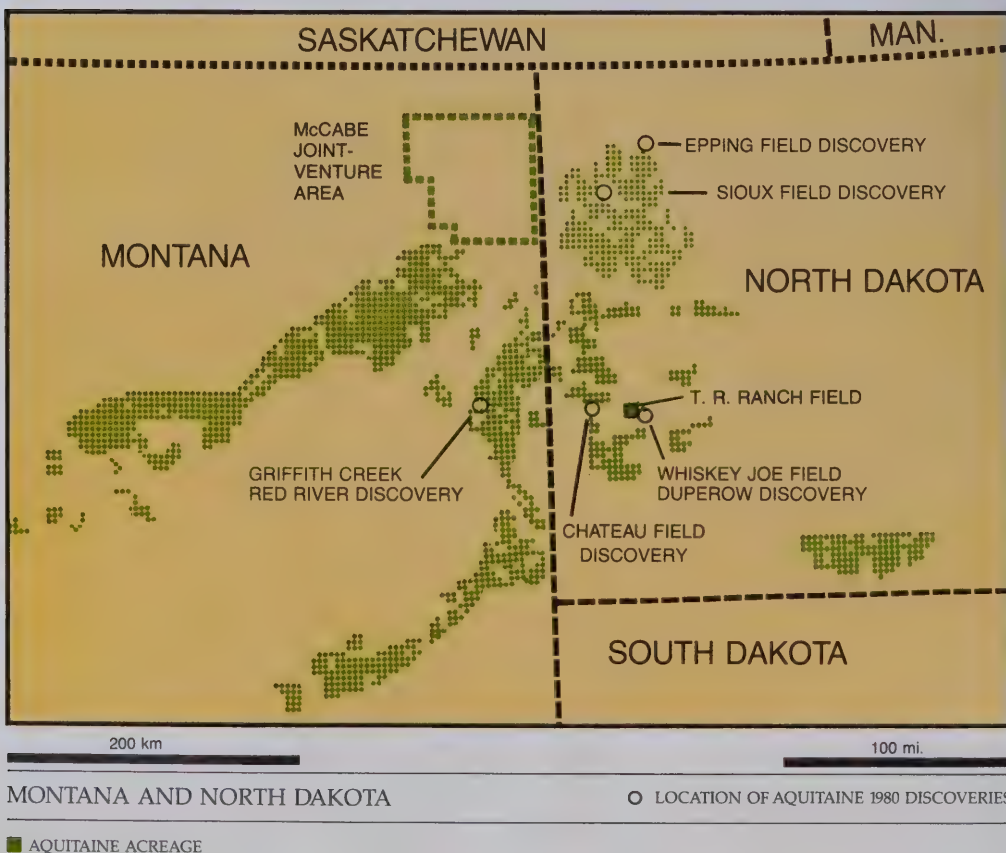 SASKATCHEWAN
MAN.
McCABE
JOINT-
VENTURE
AREA
EPPING FIELD DISCOVERY
SIOUX FIELD DISCOVERY
MONTANA
NORTH DAKOTA
T. R. RANCH FIELD
GRIFFITH CREEK
RED RIVER DISCOVERY
WHISKEY JOE FIELD
DUPEROW DISCOVERY
CHATEAU FIELD
DISCOVERY
SOUTH DAKOTA
200 km
100 mi.
MONTANA AND NORTH DAKOTA
LOCATION OF AQUITAINE 1980 DISCOVERIES
AQUITAINE ACREAGE